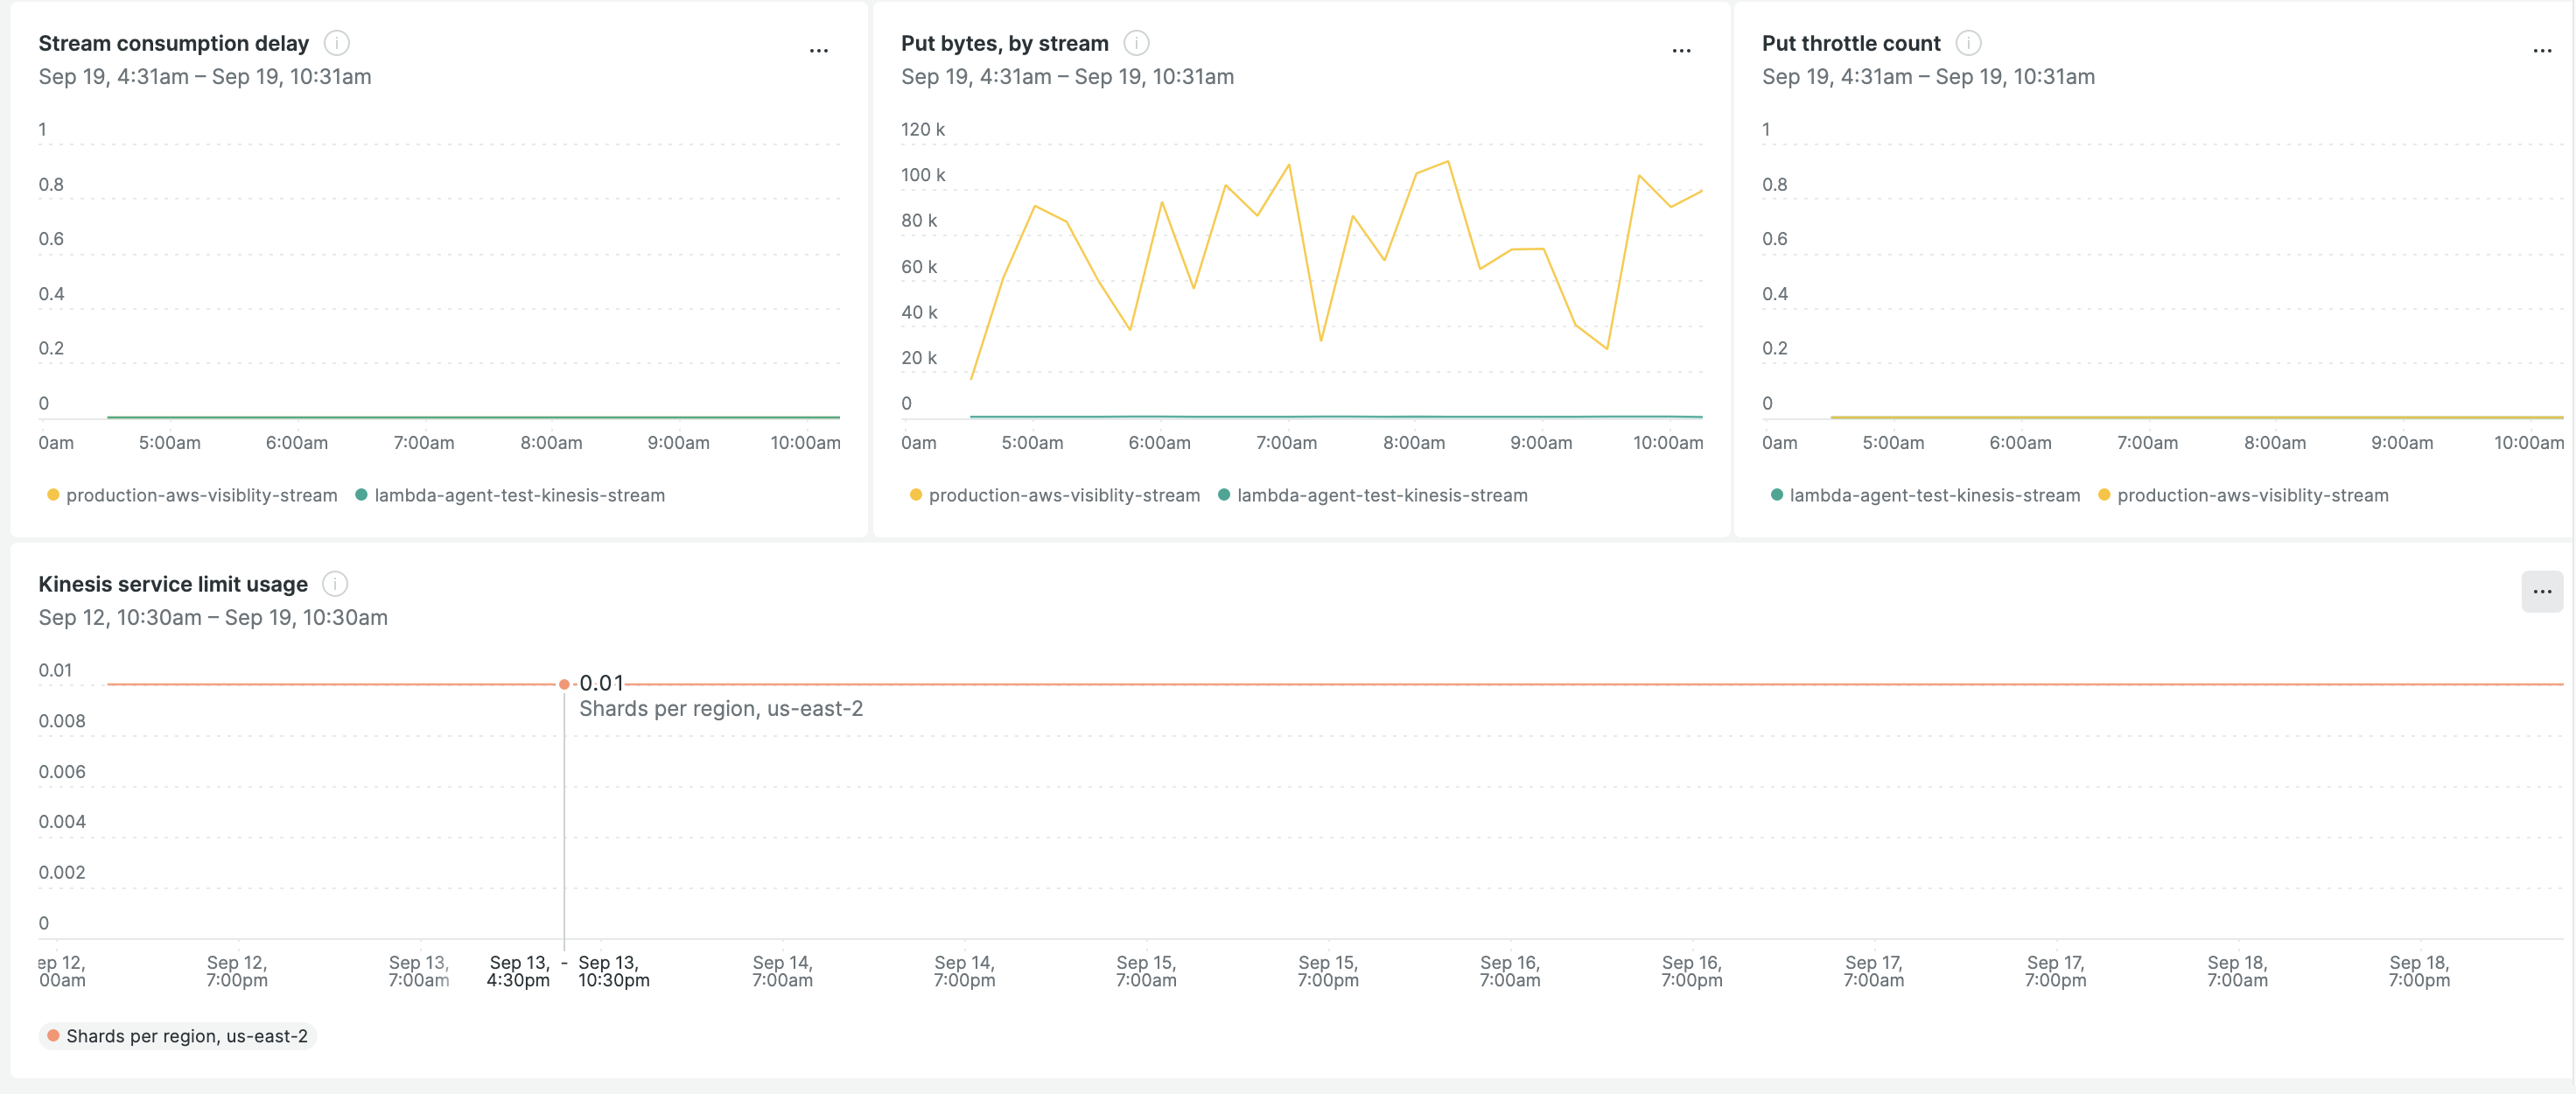 Stream consumption delay
Sep 19, 4:31am – Sep 19, 10:31am
1
0.8
0.6
0.4
0.2
0
0am 5:00am 6:00am 7:00am 8:00am 9:00am 10:00am
production-aws-visiblity-stream lambda-agent-test-kinesis-stream
Put bytes, by stream
Sep 19, 4:31am – Sep 19, 10:31am
120 k
100 k
80 k
60 k
40 k
20 k
0
0am 5:00am 6:00am 7:00am 8:00am 9:00am 10:00am
production-aws-visiblity-stream lambda-agent-test-kinesis-stream
Put throttle count
Sep 19, 4:31am – Sep 19, 10:31am
1
0.8
0.6
0.4
0.2
0
0am 5:00am 6:00am 7:00am 8:00am 9:00am 10:00am
lambda-agent-test-kinesis-stream production-aws-visiblity-stream
Kinesis service limit usage
Sep 12, 10:30am – Sep 19, 10:30am
0.01
0.01
Shards per region, us-east-2
0.008
0.006
0.004
0.002
0
ep 12, Sep 12, Sep 13, Sep 13, - Sep 13, Sep 14, Sep 14, Sep 15, Sep 15, Sep 16, Sep 16, Sep 17, Sep 17, Sep 18, Sep 18,
00am 7:00pm 7:00am 4:30pm 10:30pm 7:00am 7:00pm 7:00am 7:00pm 7:00am 7:00pm 7:00am 7:00pm 7:00am 7:00pm
Shards per region, us-east-2